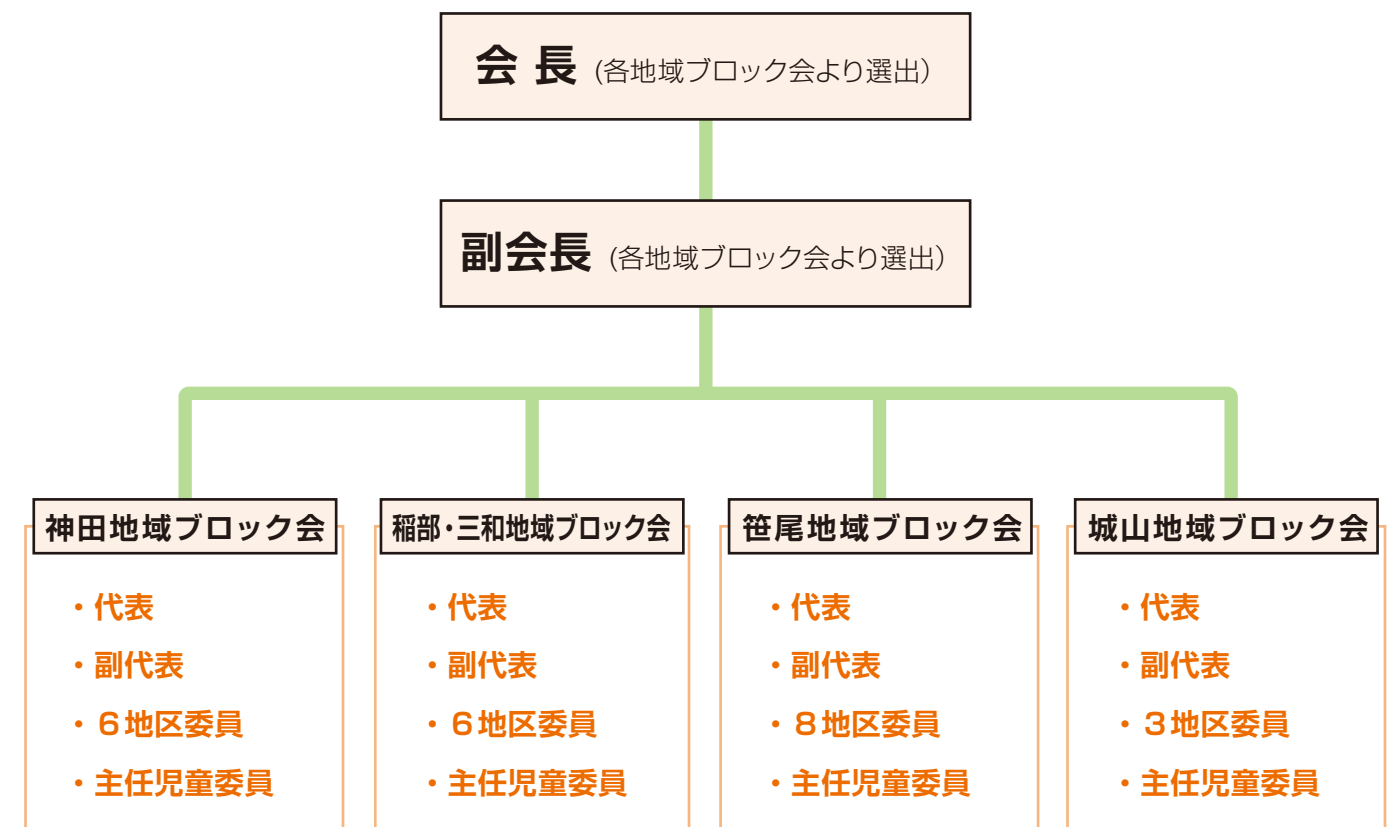 会 長 (各地域ブロック会より選出)
副会長 (各地域ブロック会より選出)
神田地域ブロック会
・代表
・副代表
・6地区委員
・主任児童委員
稲部・三和地域ブロック会
・代表
・副代表
・6地区委員
・主任児童委員
笹尾地域ブロック会
・代表
・副代表
・8地区委員
・主任児童委員
城山地域ブロック会
・代表
・副代表
・3地区委員
・主任児童委員